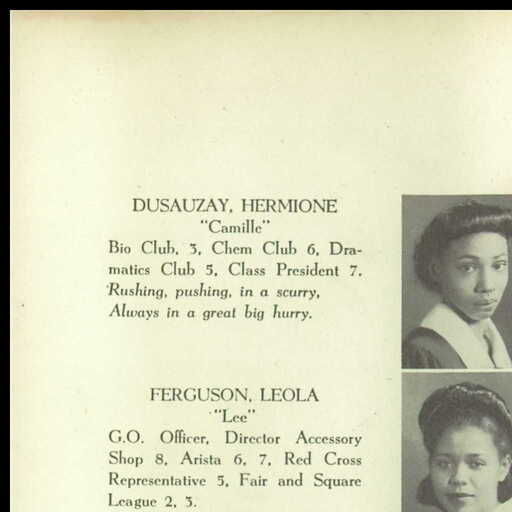 DUSAUZAY, HERMIONE
“Camille”
Bio Club, 3, Chem Club 6, Dra-
matics Club 5, Class President 7.
Rushing, pushing, in a scurry,
Always in a great big hurry.
FERGUSON, LEOLA
“Lee”
G.O. Officer, Director Accessory
Shop 8, Arista 6, 7, Red Cross
Representative 5, Fair and Square
League 2, 3.